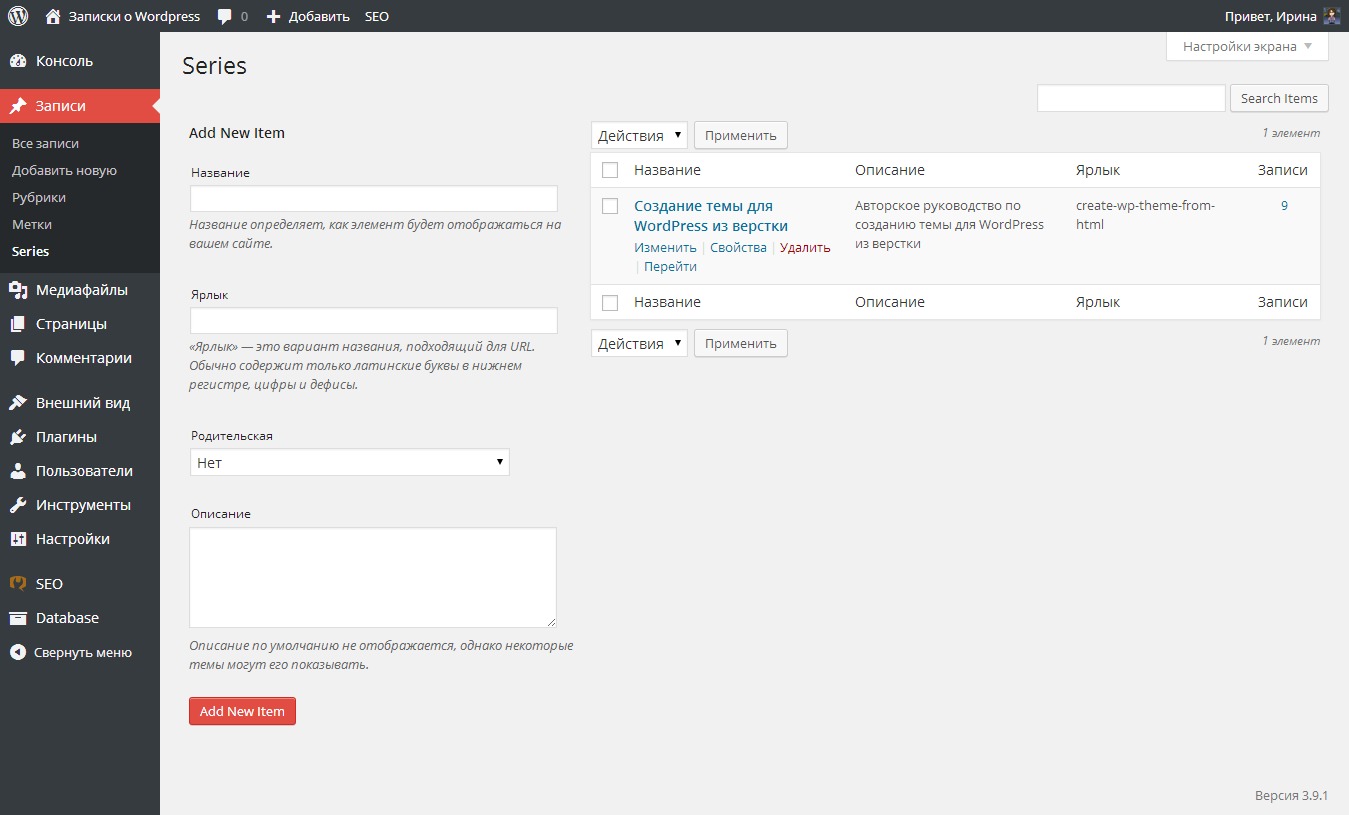 Записки о Wordpress 0 Добавить SEO Привет, Ирина
Консоль
Записи
Все записи
Добавить новую
Рубрики
Метки
Series
Медиафайлы
Страницы
Комментарии
Внешний вид
Плагины
Пользователи
Инструменты
Настройки
SEO
Database
Свернуть меню
Настройки экрана
Series
Search Items
Add New Item
Название
Название определяет, как элемент будет отображаться на
вашем сайте.
Ярлык
«Ярлык» — это вариант названия, подходящий для URL.
Обычно содержит только латинские буквы в нижнем
регистре, цифры и дефисы.
Родительская
Нет
Описание
Описание по умолчанию не отображается, однако некоторые
темы могут его показывать.
Add New Item
Действия Применить 1 элемент
Название Описание Ярлык Записи
Создание темы для
WordPress из верстки
Изменить | Свойства | Удалить
| Перейти
Авторское руководство по
созданию темы для WordPress
из верстки
create-wp-theme-from-
html
9
Название Описание Ярлык Записи
Действия Применить 1 элемент
Версия 3.9.1